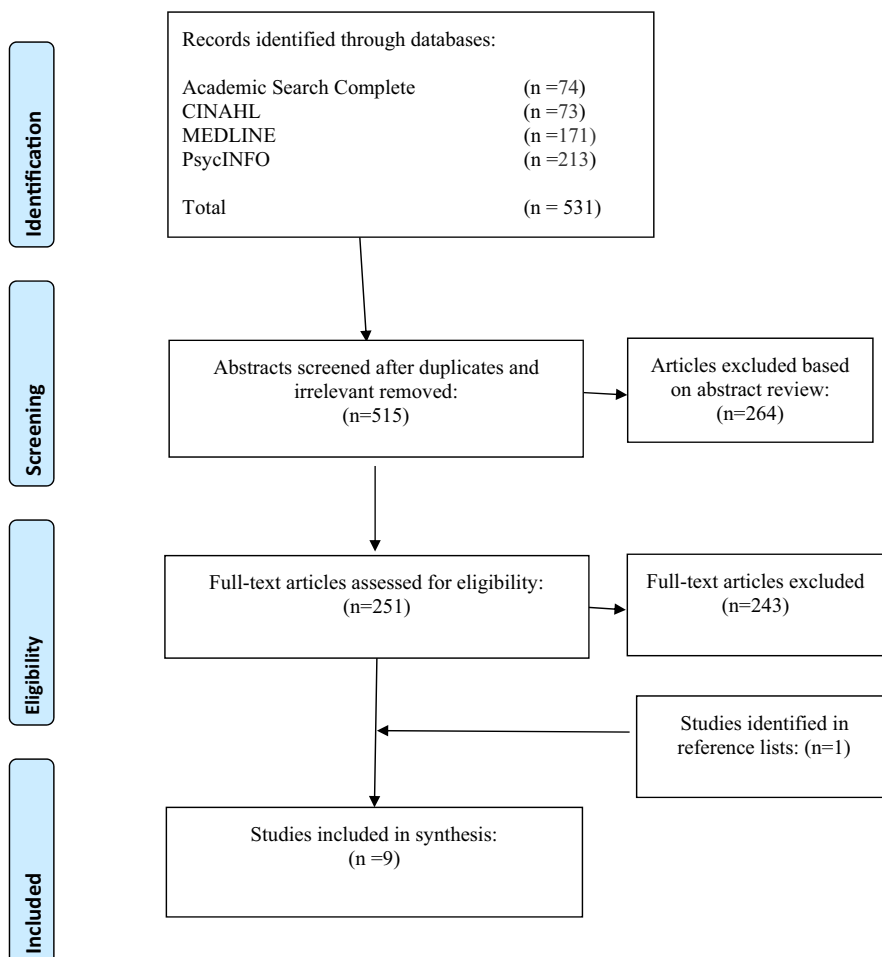 Identification
Records identified through databases:
Academic Search Complete (n =74)
CINAHL (n =73)
MEDLINE (n =171)
PsycINFO (n =213)
Total (n = 531)
Screening
Abstracts screened after duplicates and
irrelevant removed:
(n=515)
Articles excluded based
on abstract review:
(n=264)
Eligibility
Full-text articles assessed for eligibility:
(n=251)
Full-text articles excluded
(n=243)
Studies identified in
reference lists: (n=1)
Included
Studies included in synthesis:
(n =9)